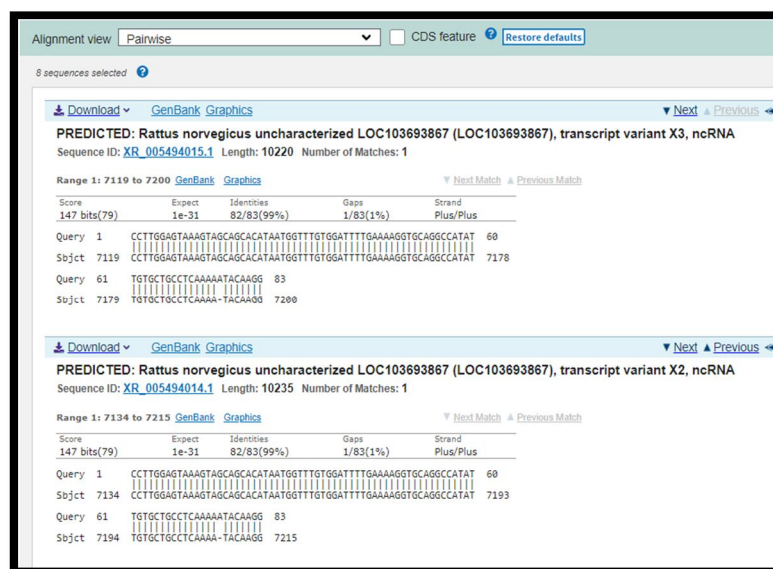 Alignment view Pairwise CDS feature ? Restore defaults
8 sequences selected ?
Download GenBank Graphics Next Previous
PREDICTED: Rattus norvegicus uncharacterized LOC103693867 (LOC103693867), transcript variant X3, ncRNA
Sequence ID: XR_005494015.1 Length: 10220 Number of Matches: 1
Range 1: 7119 to 7200 GenBank Graphics Next Match Previous Match
Score Expect Identities Gaps Strand
147 bits(79) 1e-31 82/83(99%) 1/83(1%) Plus/Plus
Query 1 CCTTGGAGTAAAGTAGCAGCACATAATGGTTTGTGGATTTTGAAAAGGTGCAGGCCATAT 60
Sbjct 7119 CCTTGGAGTAAAGTAGCAGCACATAATGGTTTGTGGATTTTGAAAAGGTGCAGGCCATAT 7178
Query 61 TGTGCTGCCTCAAAAATACAAGG 83
Sbjct 7179 TGTGCTGCCTCAAAA-TACAAGG 7200
Download GenBank Graphics Next Previous
PREDICTED: Rattus norvegicus uncharacterized LOC103693867 (LOC103693867), transcript variant X2, ncRNA
Sequence ID: XR_005494014.1 Length: 10235 Number of Matches: 1
Range 1: 7134 to 7215 GenBank Graphics Next Match Previous Match
Score Expect Identities Gaps Strand
147 bits(79) 1e-31 82/83(99%) 1/83(1%) Plus/Plus
Query 1 CCTTGGAGTAAAGTAGCAGCACATAATGGTTTGTGGATTTTGAAAAGGTGCAGGCCATAT 60
Sbjct 7134 CCTTGGAGTAAAGTAGCAGCACATAATGGTTTGTGGATTTTGAAAAGGTGCAGGCCATAT 7193
Query 61 TGTGCTGCCTCAAAAATACAAGG 83
Sbjct 7194 TGTGCTGCCTCAAAA-TACAAGG 7215